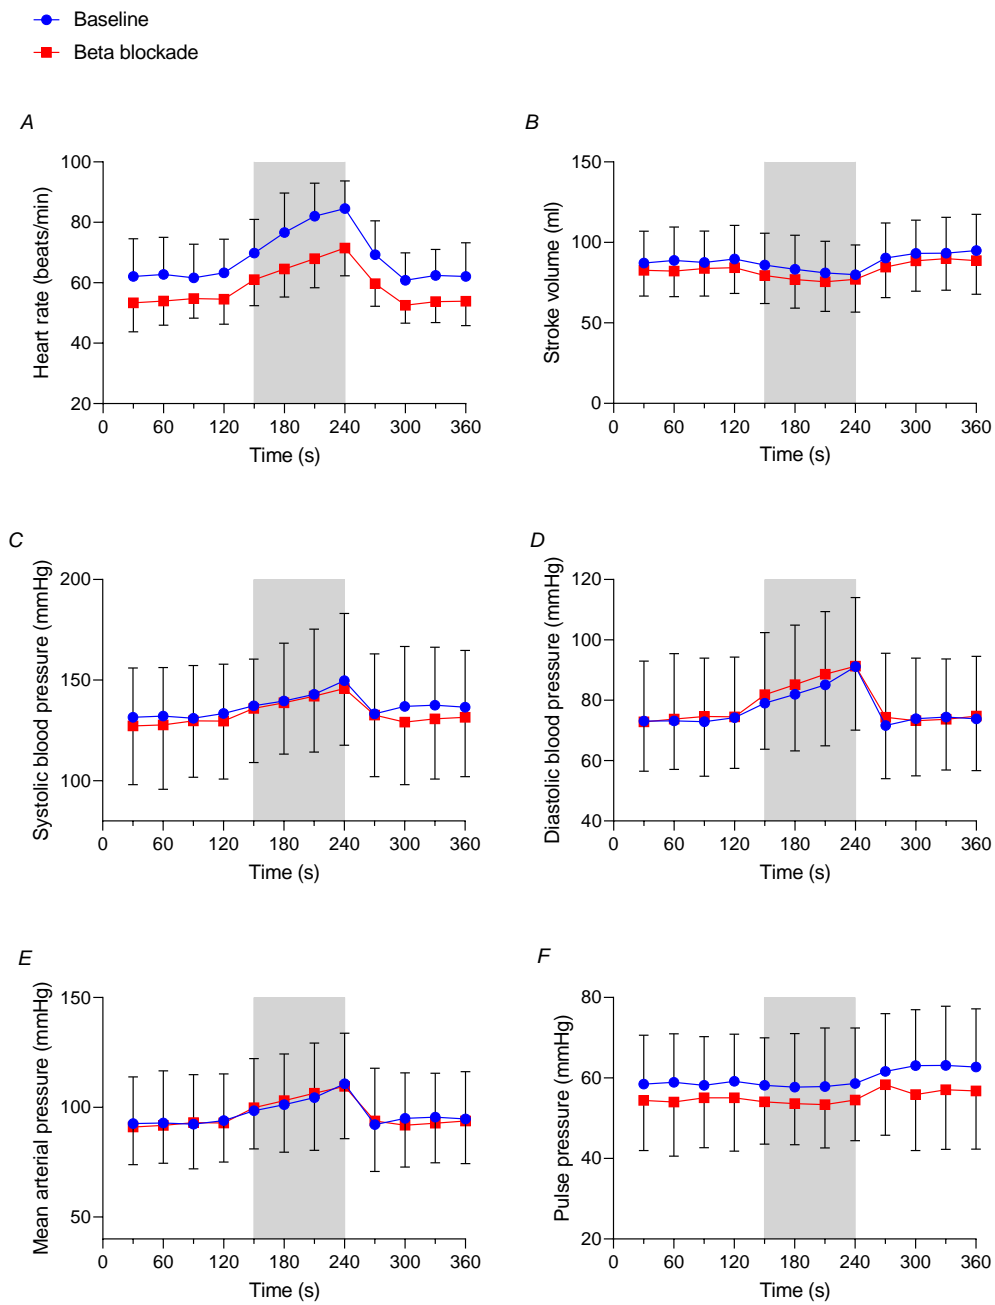 Baseline
Beta blockade
A
B
Heart rate (beats/min)
100
80
60
40
20
0 60 120 180 240 300 360
Time (s)
Stroke volume (ml)
150
100
50
0
0 60 120 180 240 300 360
Time (s)
C
D
Systolic blood pressure (mmHg)
200
150
100
0 60 120 180 240 300 360
Time (s)
Diastolic blood pressure (mmHg)
120
100
80
60
40
0 60 120 180 240 300 360
Time (s)
E
F
Mean arterial pressure (mmHg)
150
100
50
0 60 120 180 240 300 360
Time (s)
Pulse pressure (mmHg)
80
60
40
20
0 60 120 180 240 300 360
Time (s)